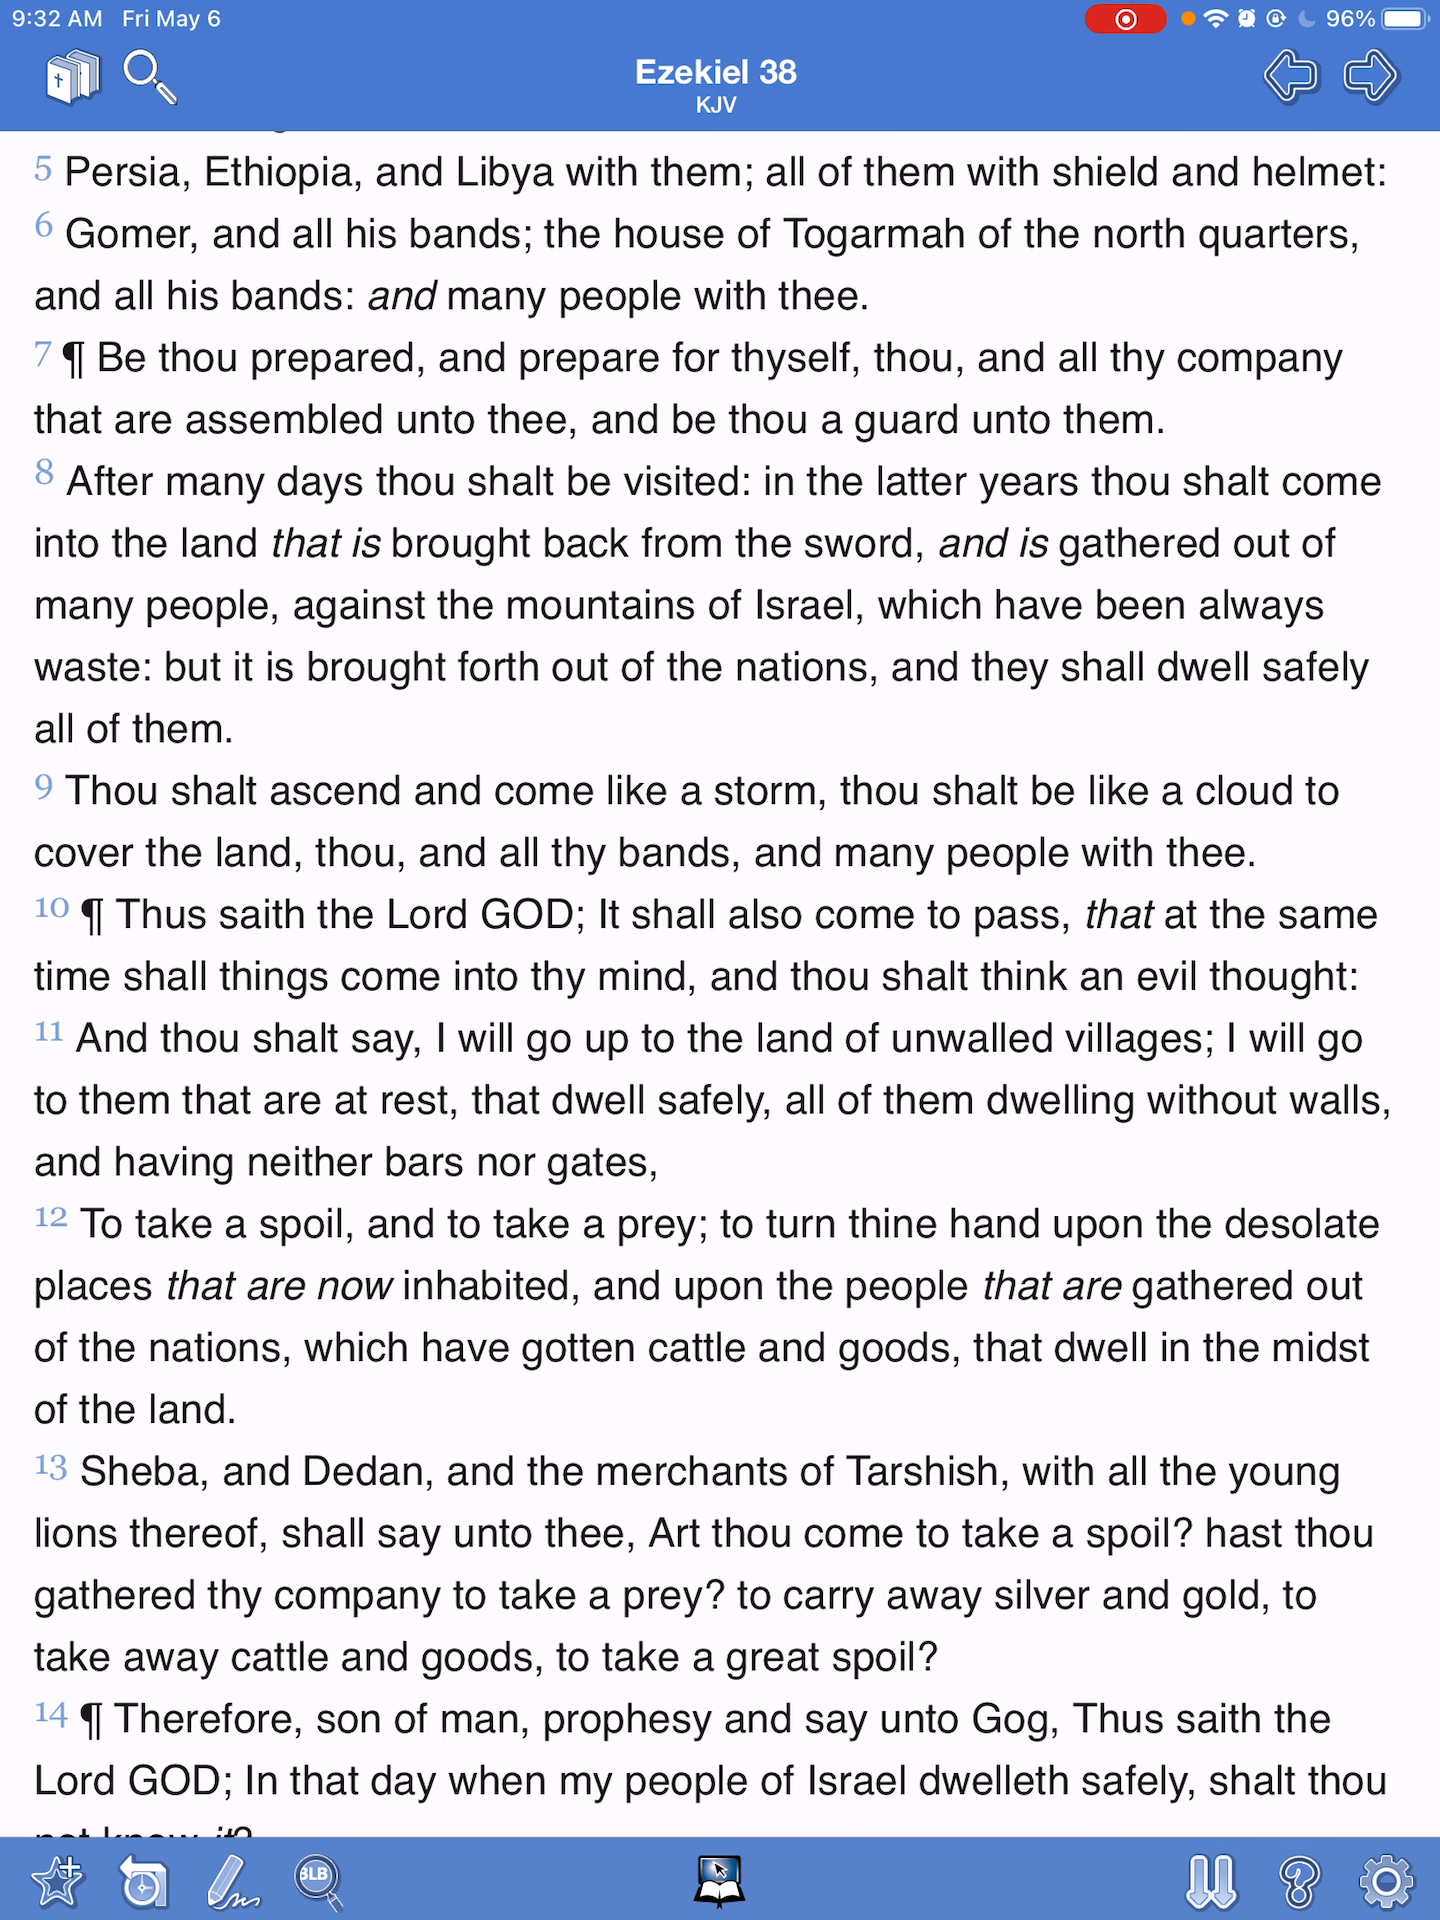 9:32 AM Fri May 6 96%
Ezekiel 38
KJV
5 Persia, Ethiopia, and Libya with them; all of them with shield and helmet:
6 Gomer, and all his bands; the house of Togarmah of the north quarters,
and all his bands: and many people with thee.
7 ¶ Be thou prepared, and prepare for thyself, thou, and all thy company
that are assembled unto thee, and be thou a guard unto them.
8 After many days thou shalt be visited: in the latter years thou shalt come
into the land that is brought back from the sword, and is gathered out of
many people, against the mountains of Israel, which have been always
waste: but it is brought forth out of the nations, and they shall dwell safely
all of them.
9 Thou shalt ascend and come like a storm, thou shalt be like a cloud to
cover the land, thou, and all thy bands, and many people with thee.
10 ¶ Thus saith the Lord GOD; It shall also come to pass, that at the same
time shall things come into thy mind, and thou shalt think an evil thought:
11 And thou shalt say, I will go up to the land of unwalled villages; I will go
to them that are at rest, that dwell safely, all of them dwelling without walls,
and having neither bars nor gates,
12 To take a spoil, and to take a prey; to turn thine hand upon the desolate
places that are now inhabited, and upon the people that are gathered out
of the nations, which have gotten cattle and goods, that dwell in the midst
of the land.
13 Sheba, and Dedan, and the merchants of Tarshish, with all the young
lions thereof, shall say unto thee, Art thou come to take a spoil? hast thou
gathered thy company to take a prey? to carry away silver and gold, to
take away cattle and goods, to take a great spoil?
14 ¶ Therefore, son of man, prophesy and say unto Gog, Thus saith the
Lord GOD; In that day when my people of Israel dwelleth safely, shalt thou
not know it?
BLB